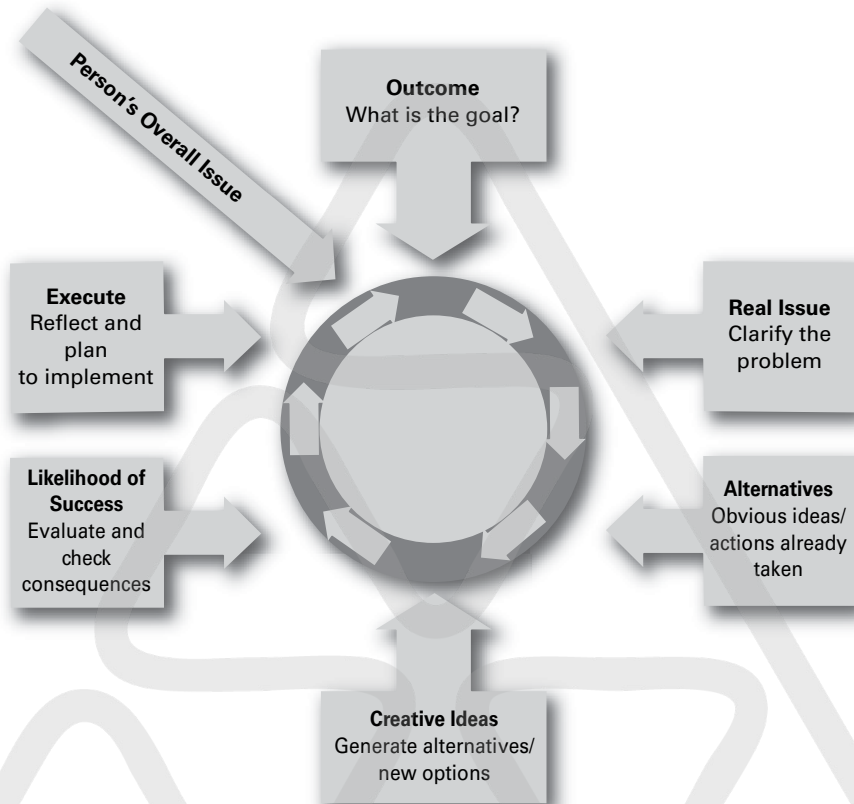 Person's Overall Issue
Outcome
What is the goal?
Real Issue
Clarify the
problem
Alternatives
Obvious ideas/
actions already
taken
Creative Ideas
Generate alternatives/
new options
Likelihood of
Success
Evaluate and
check
consequences
Execute
Reflect and
plan
to implement